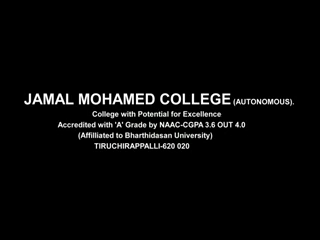 JAMAL MOHAMED COLLEGE (AUTONOMOUS).
College with Potential for Excellence
Accredited with 'A' Grade by NAAC-CGPA 3.6 OUT 4.0
(Affilliated to Bharthidasan University)
TIRUCHIRAPPALLI-620 020